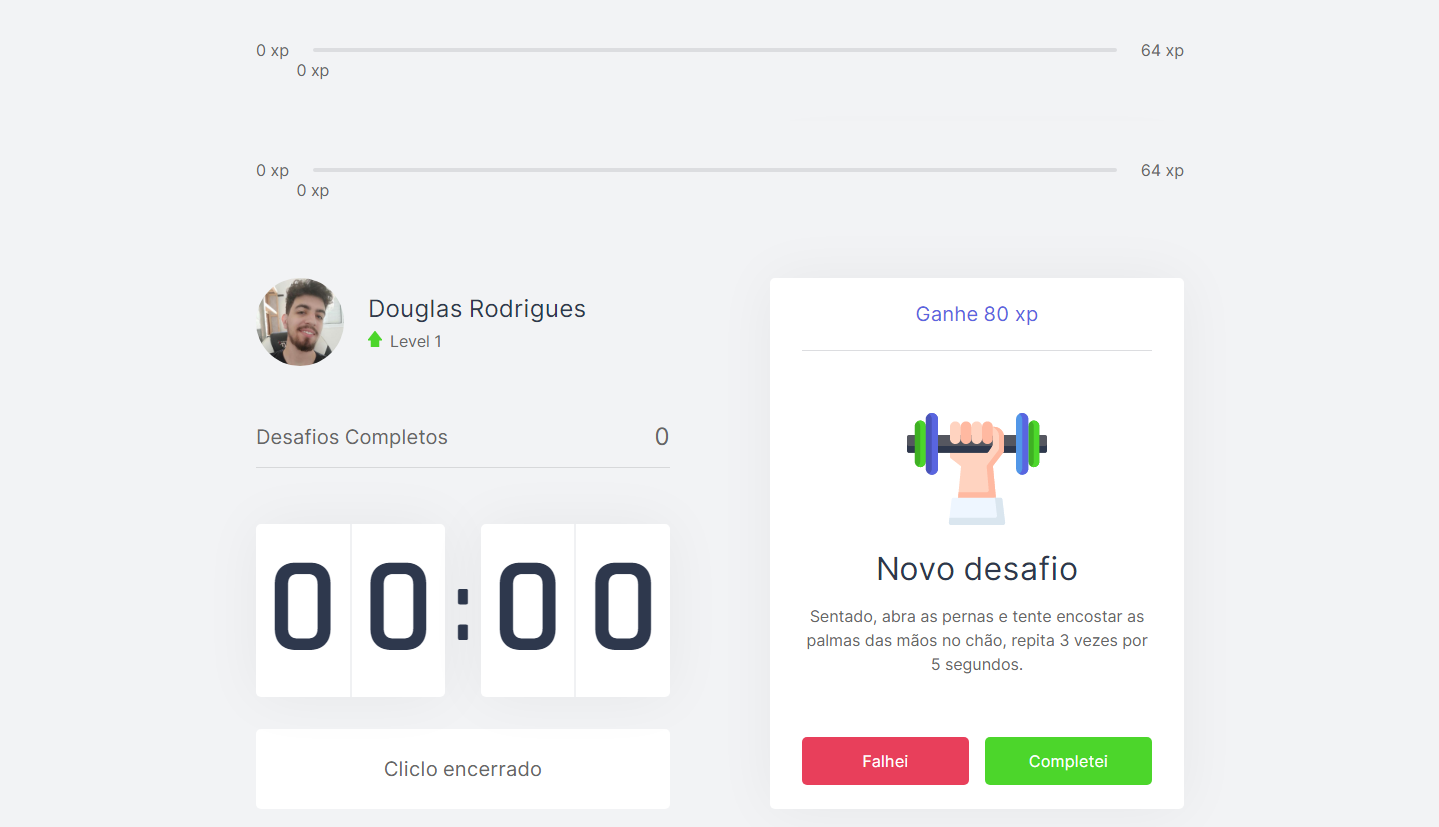 0 xp 64 xp
0 xp
0 xp 64 xp
0 xp
Douglas Rodrigues
Level 1
Desafios Completos 0
00:00
Cliclo encerrado
Ganhe 80 xp
Novo desafio
Sentado, abra as pernas e tente encostar as
palmas das mãos no chão, repita 3 vezes por
5 segundos.
Falhei Completei